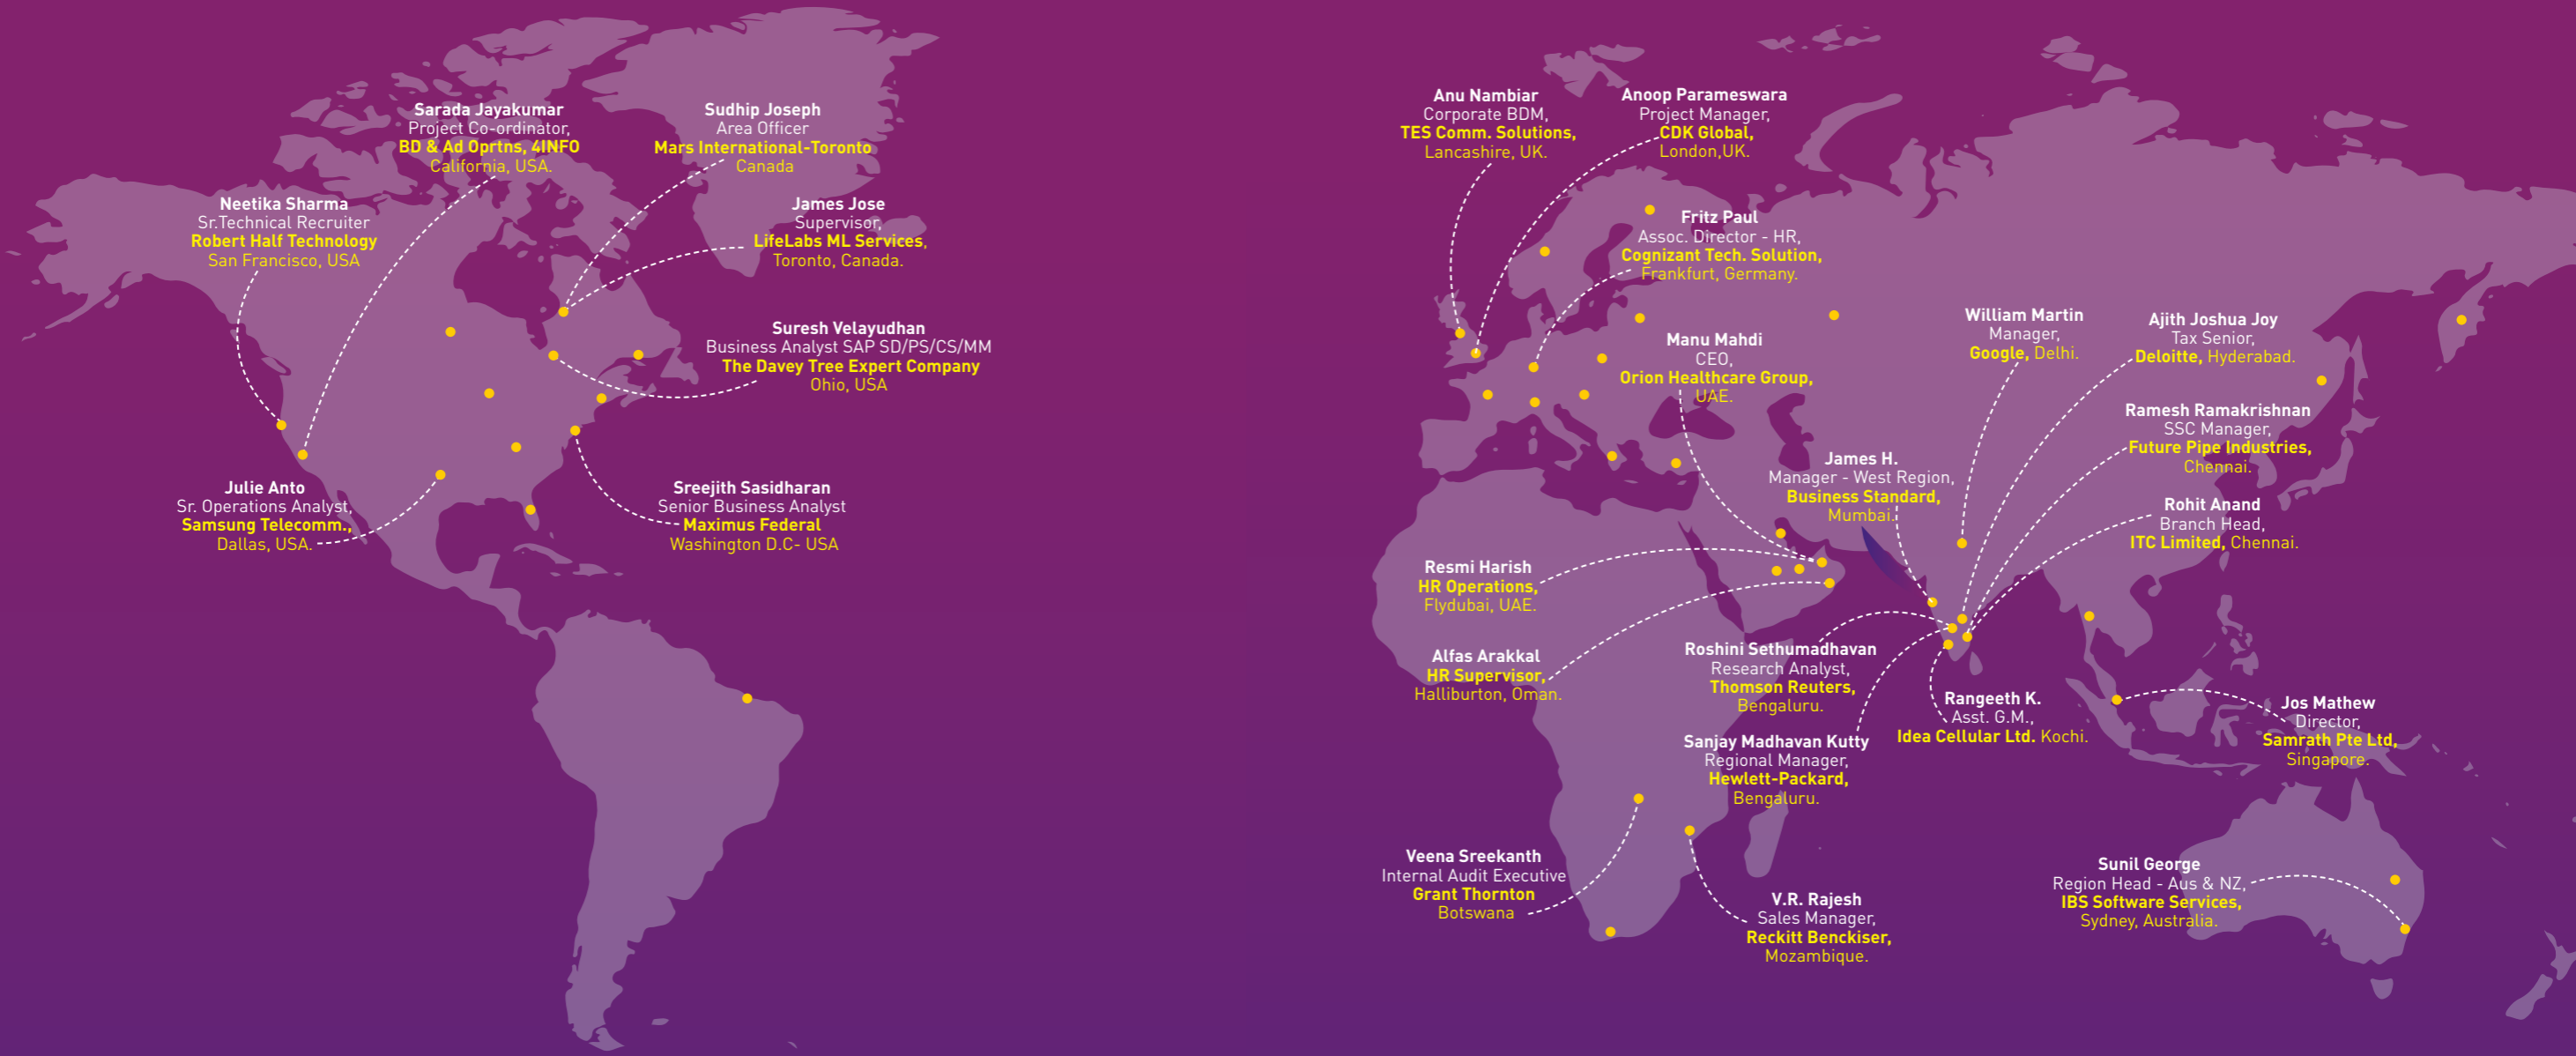 Sarada Jayakumar
Project Co-ordinator,
BD & Ad Oprtns, 4INFO
California, USA.
Sudhip Joseph
Area Officer
Mars International-Toronto
Canada
Neetika Sharma
Sr.Technical Recruiter
Robert Half Technology
San Francisco, USA
James Jose
Supervisor,
LifeLabs ML Services,
Toronto, Canada.
Suresh Velayudhan
Business Analyst SAP SD/PS/CS/MM
The Davey Tree Expert Company
Ohio, USA
Julie Anto
Sr. Operations Analyst,
Samsung Telecomm.,
Dallas, USA.
Sreejith Sasidharan
Senior Business Analyst
Maximus Federal
Washington D.C- USA
Anu Nambiar
Corporate BDM,
TES Comm. Solutions,
Lancashire, UK.
Anoop Parameswara
Project Manager,
CDK Global,
London,UK.
Fritz Paul
Assoc. Director - HR,
Cognizant Tech. Solution,
Frankfurt, Germany.
Manu Mahdi
CEO,
Orion Healthcare Group,
UAE.
William Martin
Manager,
Google, Delhi.
Ajith Joshua Joy
Tax Senior,
Deloitte, Hyderabad.
Ramesh Ramakrishnan
SSC Manager,
Future Pipe Industries,
Chennai.
James H.
Manager - West Region,
Business Standard,
Mumbai.
Rohit Anand
Branch Head,
ITC Limited, Chennai.
Resmi Harish
HR Operations,
Flydubai, UAE.
Alfas Arakkal
HR Supervisor,
Halliburton, Oman.
Roshini Sethumadhavan
Research Analyst,
Thomson Reuters,
Bengaluru.
Rangeeth K.
Asst. G.M.,
Idea Cellular Ltd. Kochi.
Jos Mathew
Director,
Samrath Pte Ltd,
Singapore.
Sanjay Madhavan Kutty
Regional Manager,
Hewlett-Packard,
Bengaluru.
Veena Sreekanth
Internal Audit Executive
Grant Thornton
Botswana
V.R. Rajesh
Sales Manager,
Reckitt Benckiser,
Mozambique.
Sunil George
Region Head - Aus & NZ,
IBS Software Services,
Sydney, Australia.